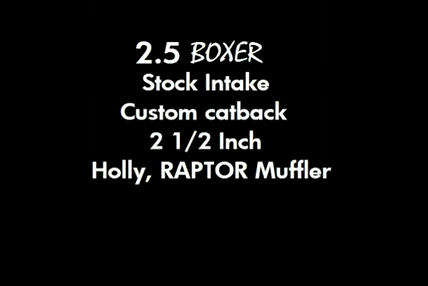 2.5 BOXER
Stock Intake
Custom catback
2 1/2 Inch
Holly, RAPTOR Muffler